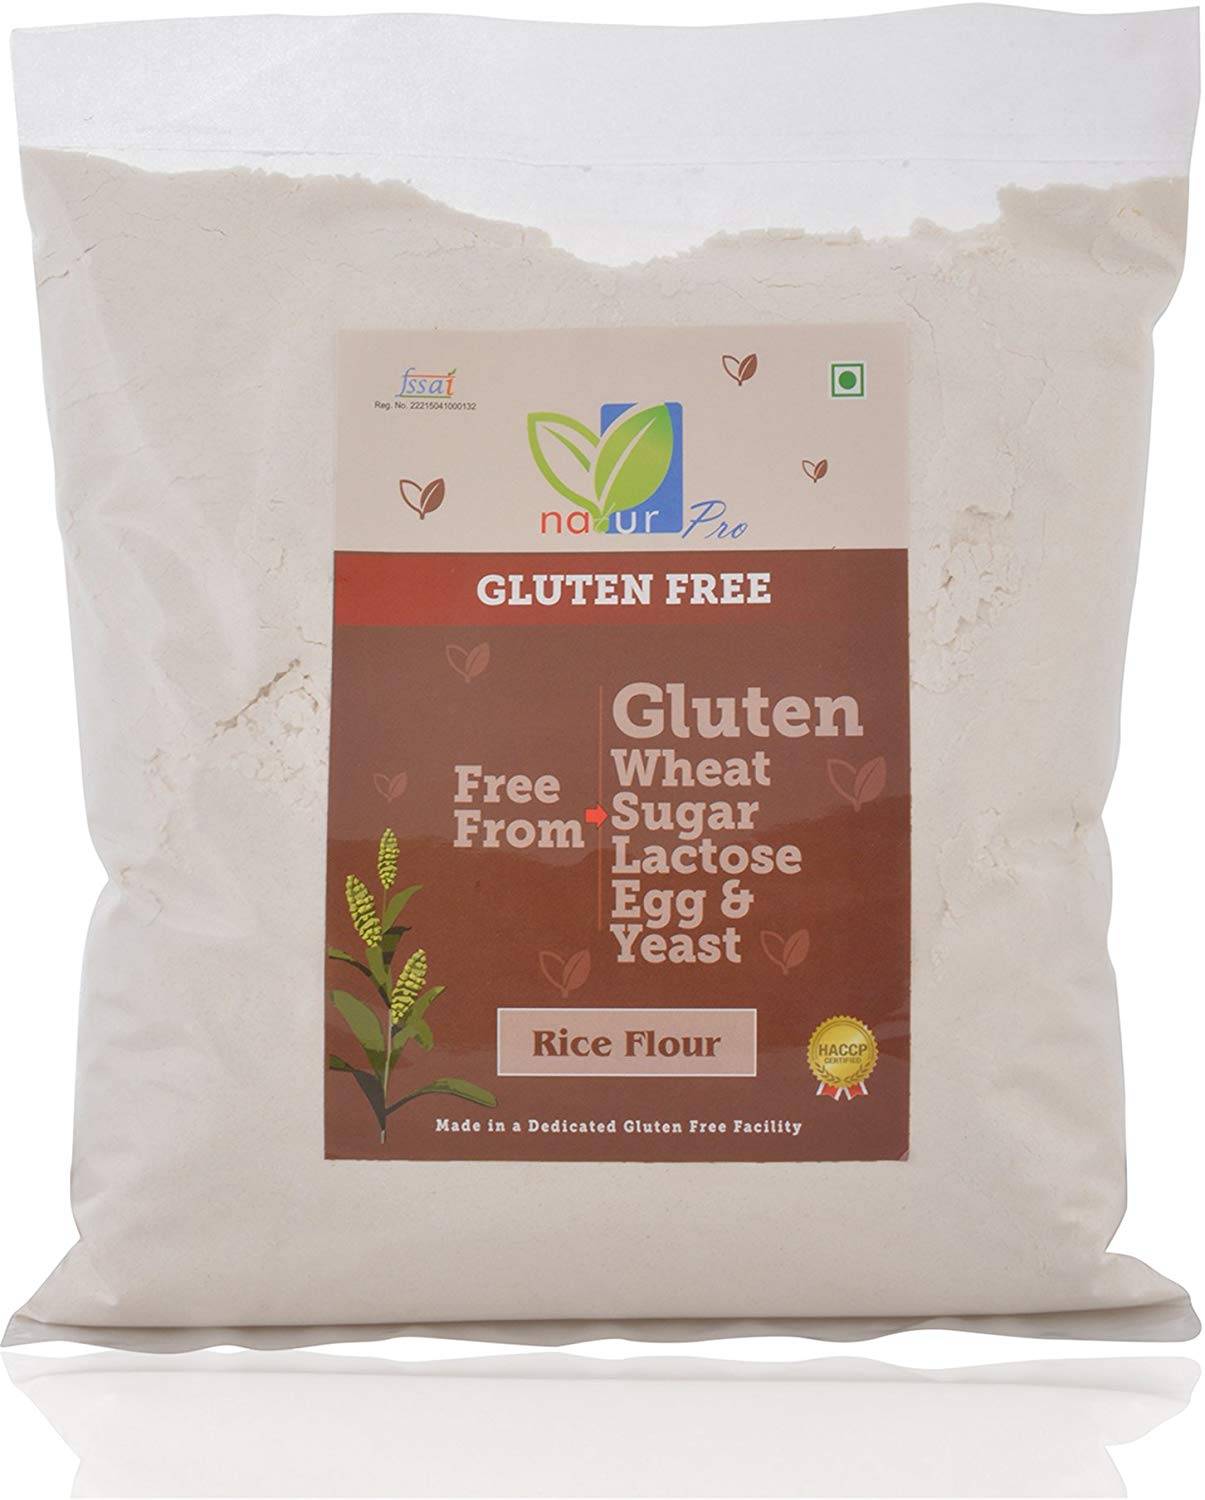 fssai
Reg. No. 22215041000132
natur Pro
GLUTEN FREE
Free
From
Gluten
Wheat
Sugar
Lactose
Egg &
Yeast
Rice Flour
HACCP
CERTIFIED
Made in a Dedicated Gluten Free Facility